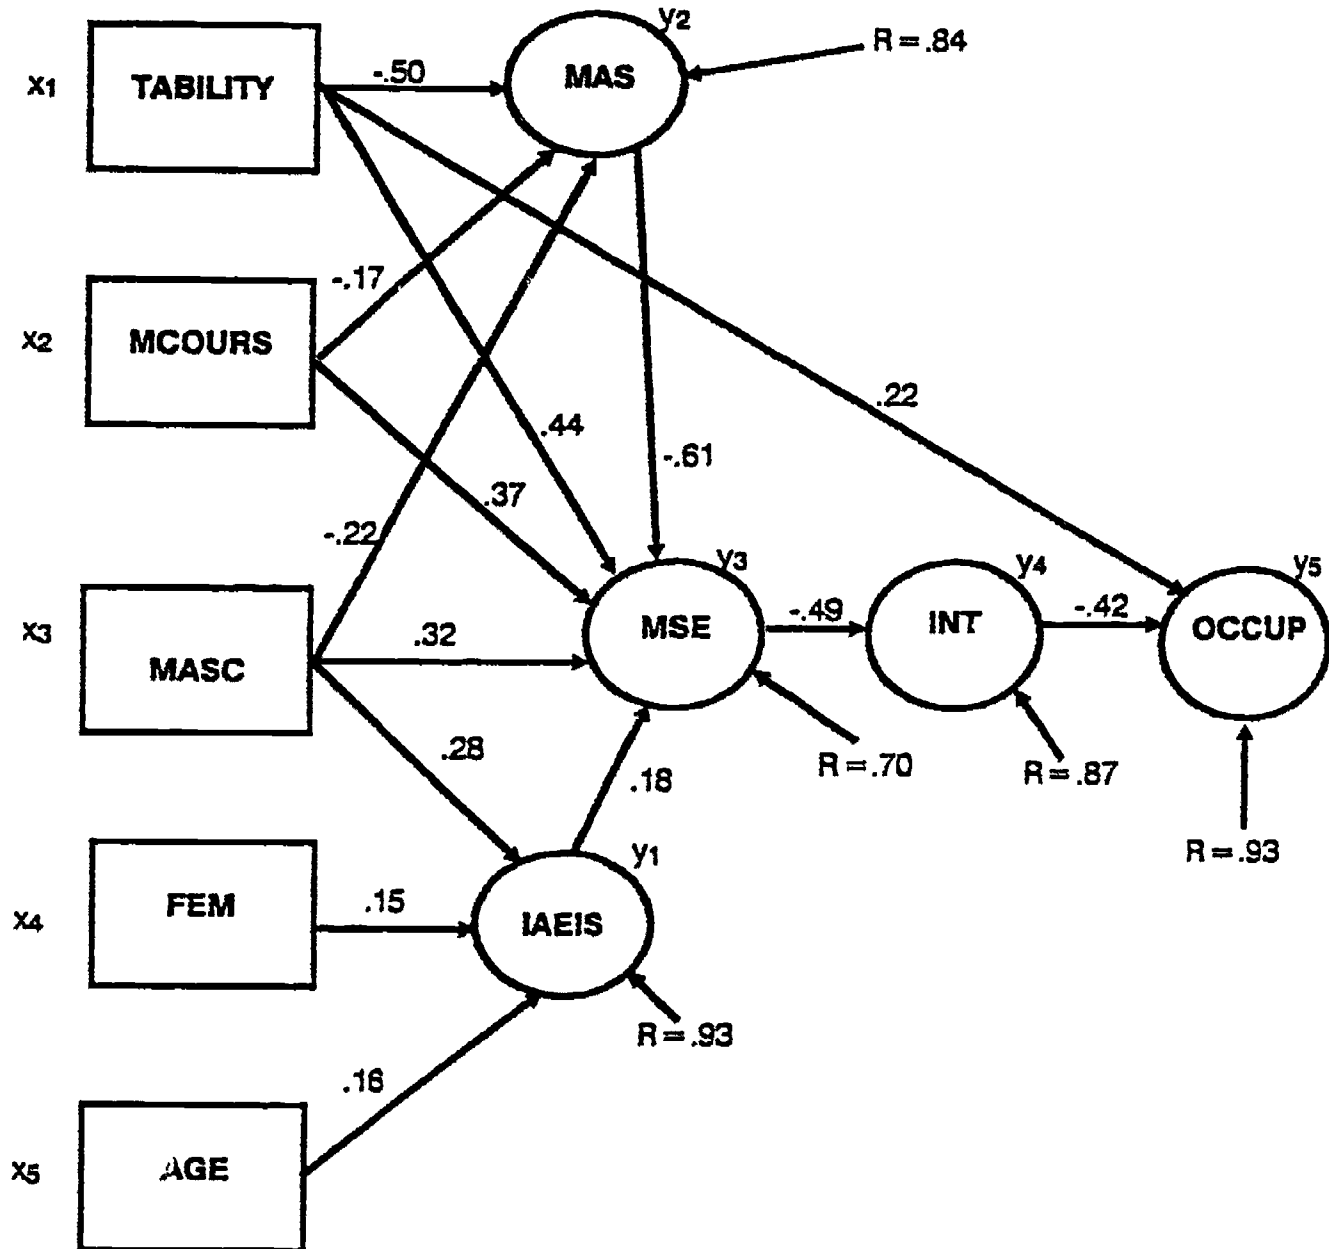 y2
R = .84
x1
TABILITY
-.50
MAS
x2
MCOURS
-.17
.22
.44
-.61
.37
-.22
x3
MASC
.32
y3
MSE
-.49
y4
INT
-.42
y5
OCCUP
.28
.18
R = .70
R = .87
R = .93
x4
FEM
.15
y1
IAEIS
R = .93
.16
x5
AGE